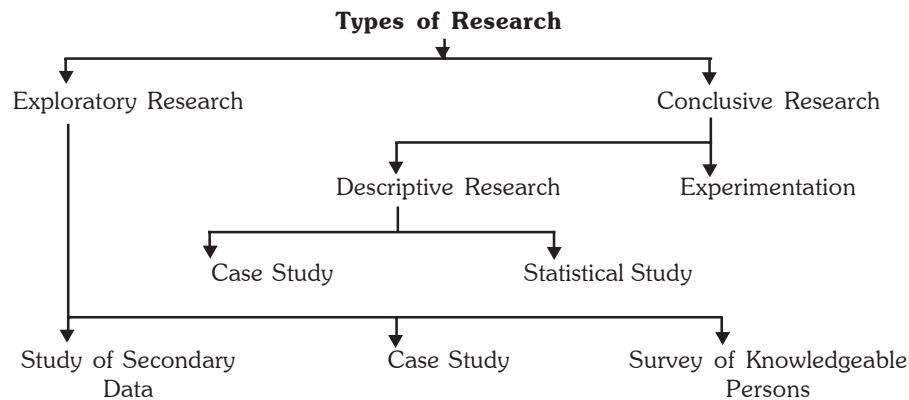 Types of Research
Exploratory Research
Conclusive Research
Descriptive Research
Experimentation
Case Study
Statistical Study
Study of Secondary
Data
Case Study
Survey of Knowledgeable
Persons